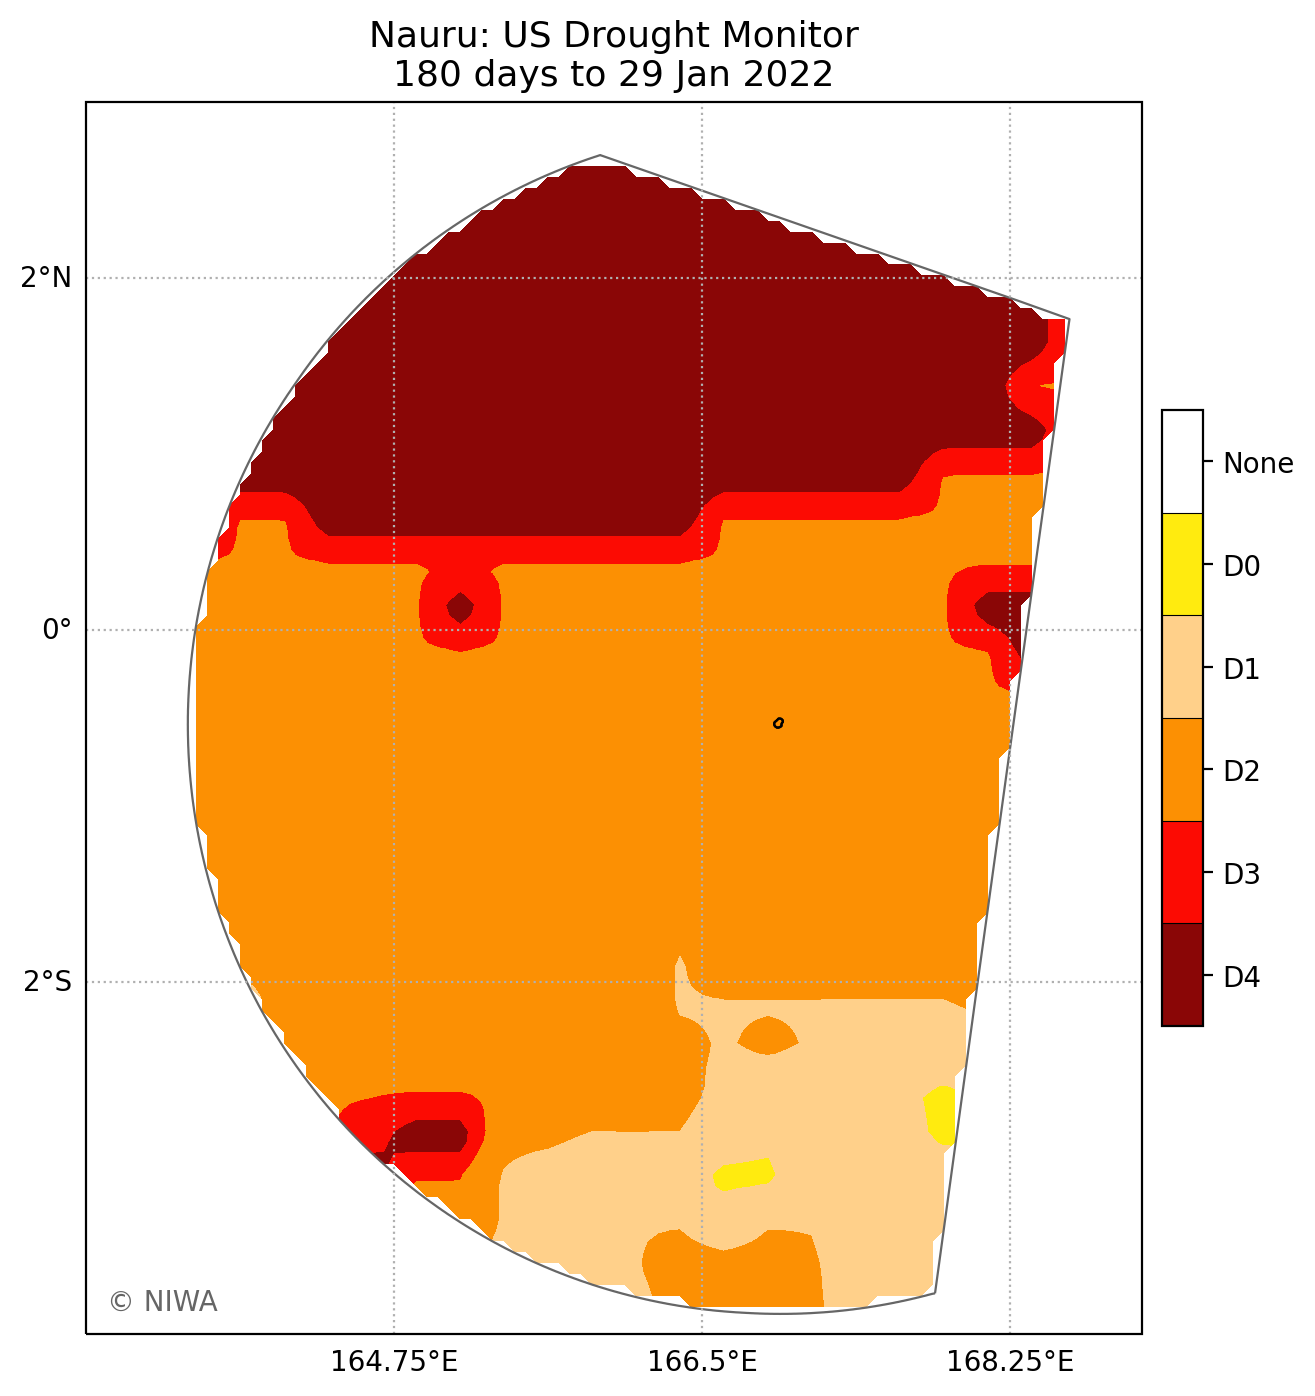 Nauru: US Drought Monitor
180 days to 29 Jan 2022
2°N
0°
2°S
164.75°E
166.5°E
168.25°E
None
D0
D1
D2
D3
D4
© NIWA